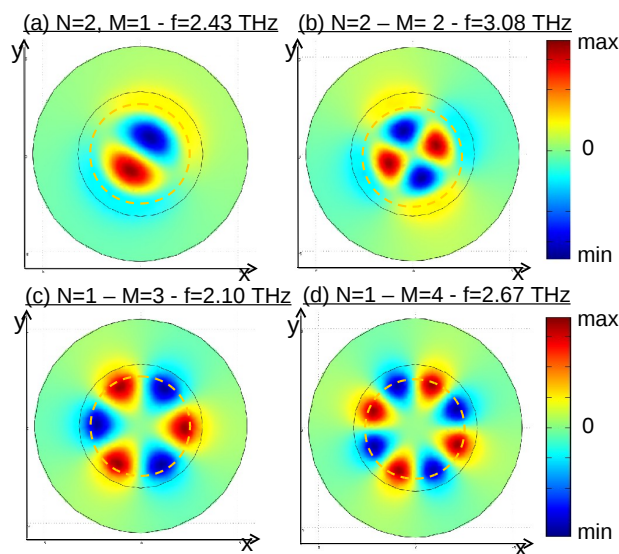 (a) N=2, M=1 - f=2.43 THz
(b) N=2 – M= 2 - f=3.08 THz
y
y
max
0
min
x
x
(c) N=1 – M=3 - f=2.10 THz
(d) N=1 – M=4 - f=2.67 THz
y
y
max
0
min
x
x